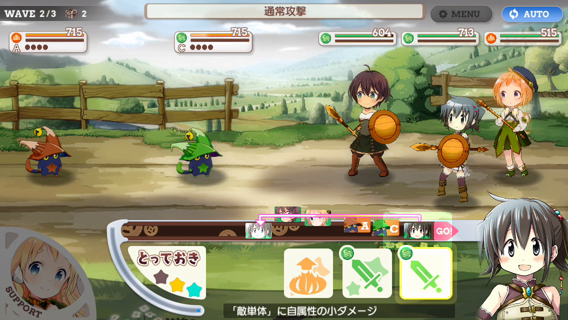 WAVE 2/3
2
通常攻撃
MENU
AUTO
715
A
715
C
604
713
515
A
C
GO!
とっておき
SUPPORT
「敵単体」に自属性の小ダメージ